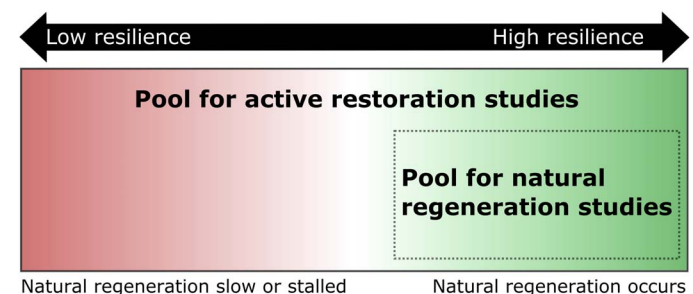 Low resilience
High resilience
Pool for active restoration studies
Pool for natural
regeneration studies
Natural regeneration slow or stalled
Natural regeneration occurs